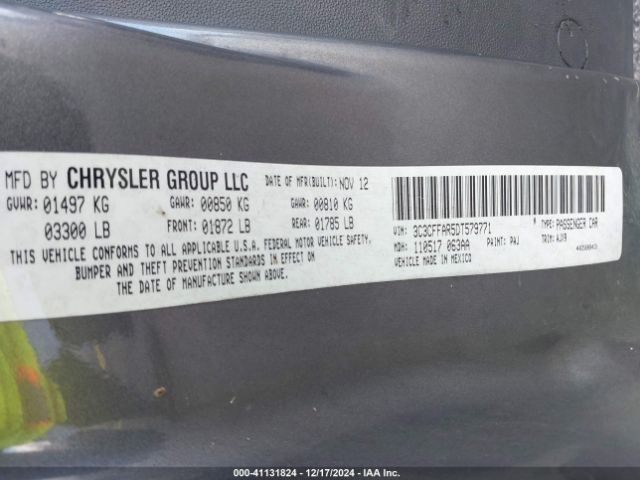 MFD BY CHRYSLER GROUP LLC DATE OF MFR(BUILT): NOV 12
GVWR: 01497 KG GAWR: 00850 KG GAWR: 00810 KG
03300 LB FRONT: 01872 LB REAR: 01785 LB
THIS VEHICLE CONFORMS TO ALL APPLICABLE U.S.A. FEDERAL MOTOR VEHICLE SAFETY,
BUMPER AND THEFT PREVENTION STANDARDS IN EFFECT ON
THE DATE OF MANUFACTURE SHOWN ABOVE.
VIN: 3C3CFFAR5DT579771 TYPE: PASSENGER CAR
MDH: 110517 063AA PAINT: PAJ TRIM:
VEHICLE MADE IN MEXICO
000-41131824 - 12/17/2024 - IAA Inc.